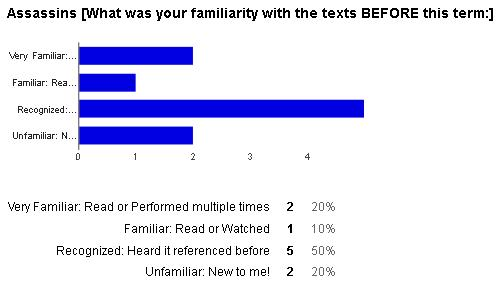 Assassins [What was your familiarity with the texts BEFORE this term:]
Very Familiar:...
Familiar: Rea...
Recognized:...
Unfamiliar: N...
0 1 2 3 4
Very Familiar: Read or Performed multiple times 2 20%
Familiar: Read or Watched 1 10%
Recognized: Heard it referenced before 5 50%
Unfamiliar: New to me! 2 20%